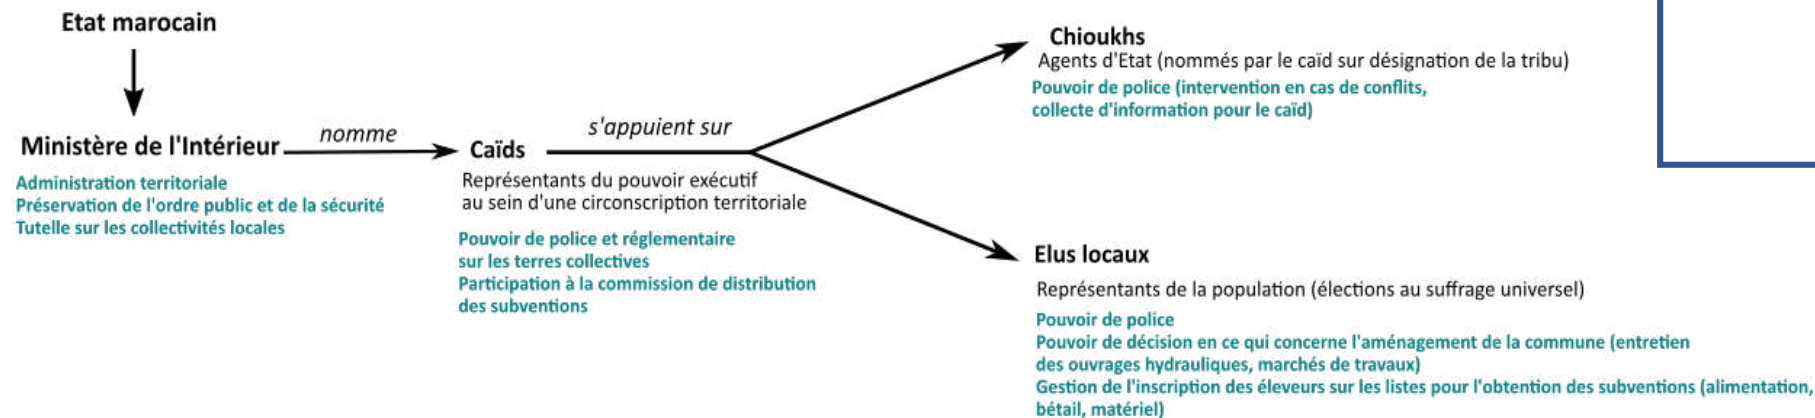 Etat marocain
Ministère de l'Intérieur
Administration territoriale
Préservation de l'ordre public et de la sécurité
Tutelle sur les collectivités locales
nomme
Caïds
Représentants du pouvoir exécutif
au sein d'une circonscription territoriale
Pouvoir de police et réglementaire
sur les terres collectives
Participation à la commission de distribution
des subventions
s'appuient sur
Chioukhs
Agents d'Etat (nommés par le caïd sur désignation de la tribu)
Pouvoir de police (intervention en cas de conflits,
collecte d'information pour le caïd)
Elus locaux
Représentants de la population (élections au suffrage universel)
Pouvoir de police
Pouvoir de décision en ce qui concerne l'aménagement de la commune (entretien
des ouvrages hydrauliques, marchés de travaux)
Gestion de l'inscription des éleveurs sur les listes pour l'obtention des subventions (alimentation,
bétail, matériel)